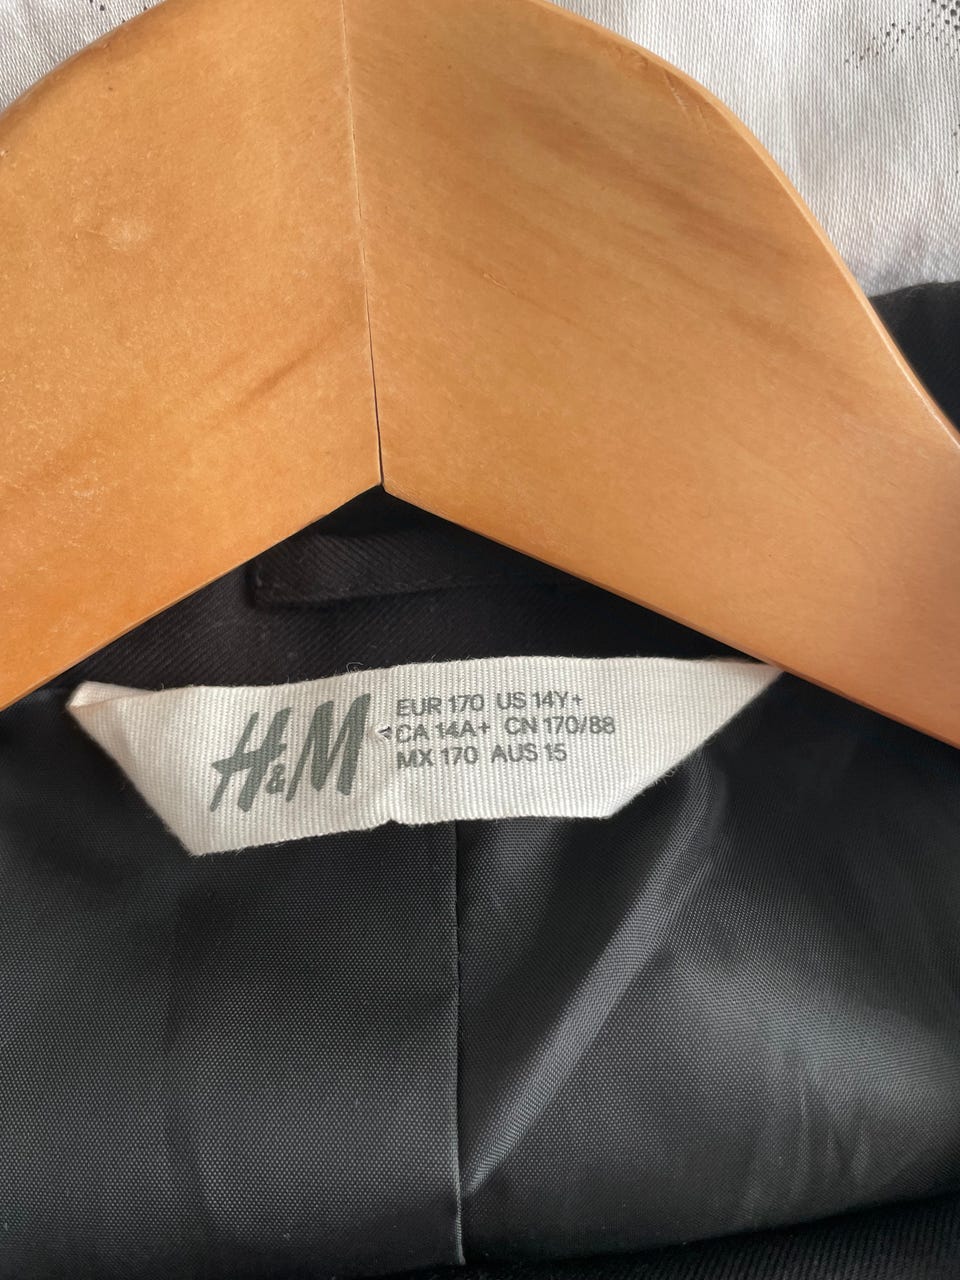 H&M
EUR 170 US 14Y+
CA 14A+ CN 170/88
MX 170 AUS 15